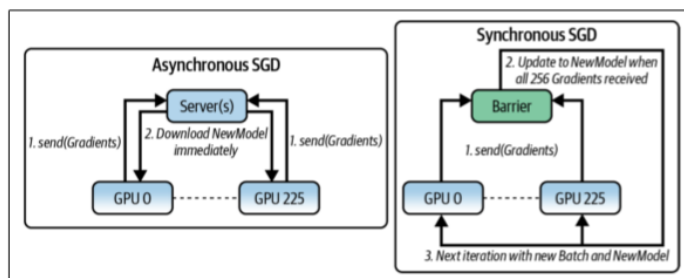 Asynchronous SGD
Server(s)
1. send(Gradients)
2. Download NewModel
immediately
1. send(Gradients)
GPU 0
GPU 225
Synchronous SGD
2. Update to NewModel when
all 256 Gradients received
Barrier
1. send(Gradients)
GPU 0
GPU 225
3. Next iteration with new Batch and NewModel